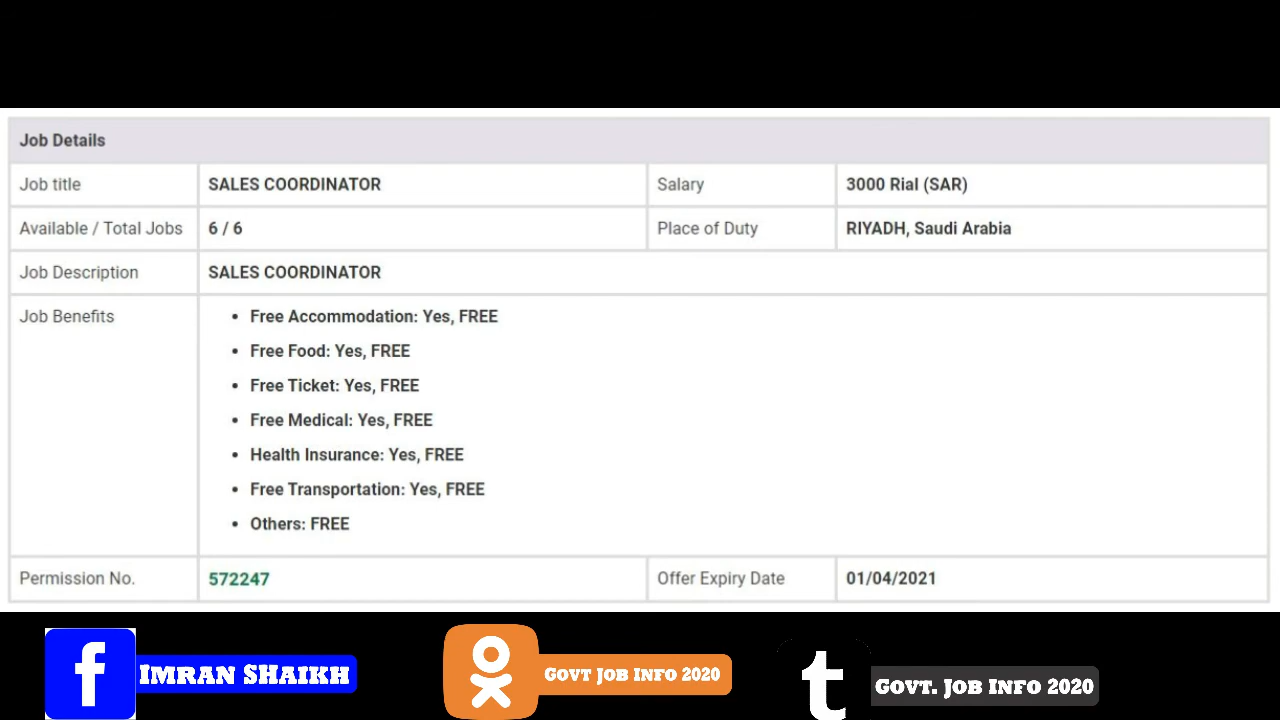 Job Details
Job title SALES COORDINATOR Salary 3000 Rial (SAR)
Available / Total Jobs 6 / 6 Place of Duty RIYADH, Saudi Arabia
Job Description SALES COORDINATOR
Job Benefits
• Free Accommodation: Yes, FREE
• Free Food: Yes, FREE
• Free Ticket: Yes, FREE
• Free Medical: Yes, FREE
• Health Insurance: Yes, FREE
• Free Transportation: Yes, FREE
• Others: FREE
Permission No. 572247 Offer Expiry Date 01/04/2021
f IMRAN SHAIKH GOVT JOB INFO 2020 t GOVT. JOB INFO 2020